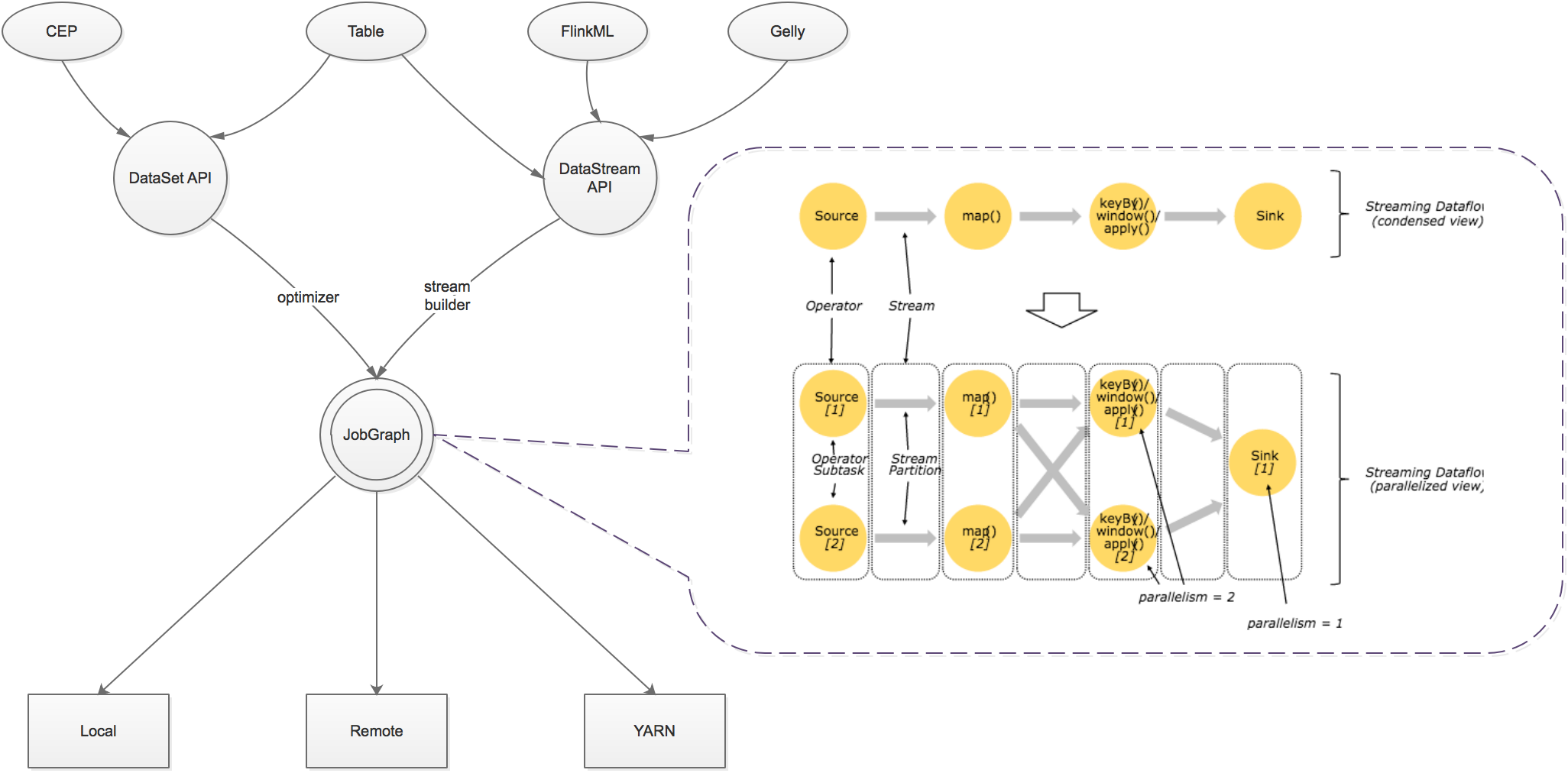 CEP
Table
FlinkML
Gelly
DataSet API
DataStream
API
optimizer
stream
builder
JobGraph
Local
Remote
YARN
Source
map()
keyBy()/
window()/
apply()
Sink
Streaming Dataflow
(condensed view)
Operator
Stream
Source
[1]
map()
[1]
keyBy()/
window()/
apply()
[1]
Operator
Subtask
Stream
Partition
Sink
[1]
Streaming Dataflow
(parallelized view)
Source
[2]
map()
[2]
keyBy()/
window()/
apply()
[2]
parallelism = 2
parallelism = 1